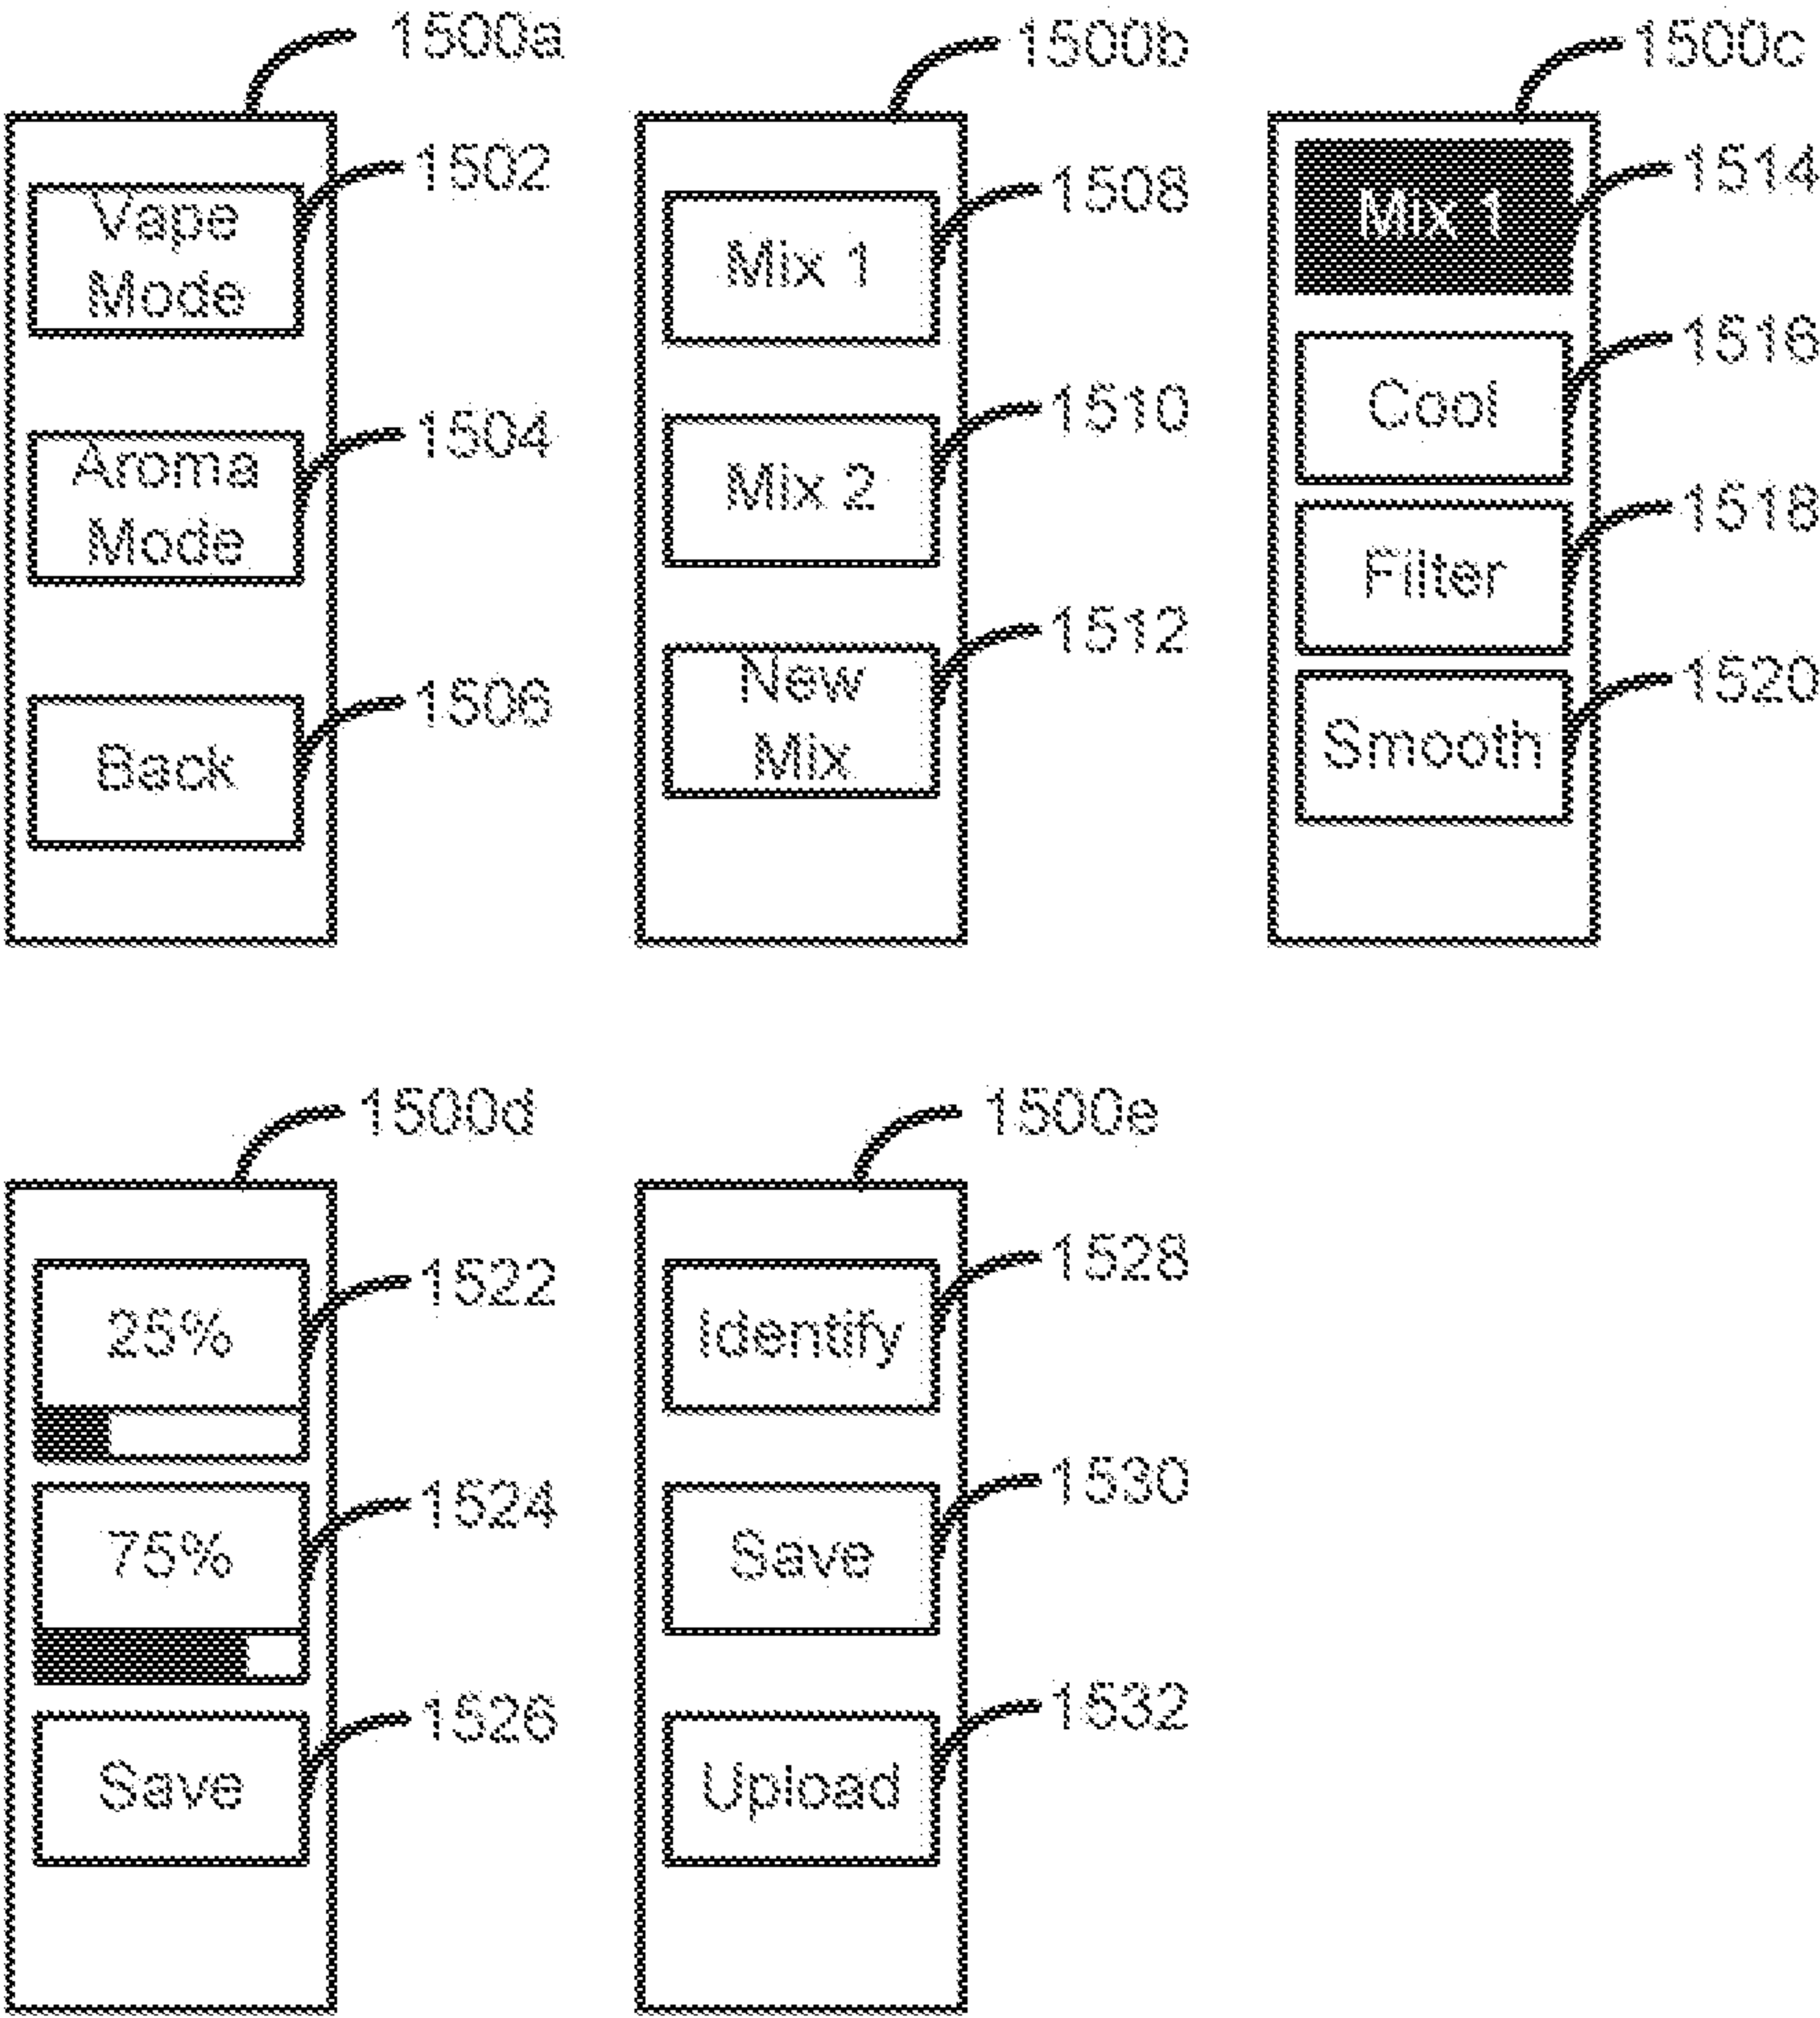 1500a
1502
Vape
Mode
1504
Aroma
Mode
1506
Back
1500b
1508
Mix 1
1510
Mix 2
1512
New
Mix
1500c
1514
Mix 1
1516
Cool
1518
Filter
1520
Smooth
1500d
1522
25%
1524
75%
1526
Save
1500e
1528
Identify
1530
Save
1532
Upload